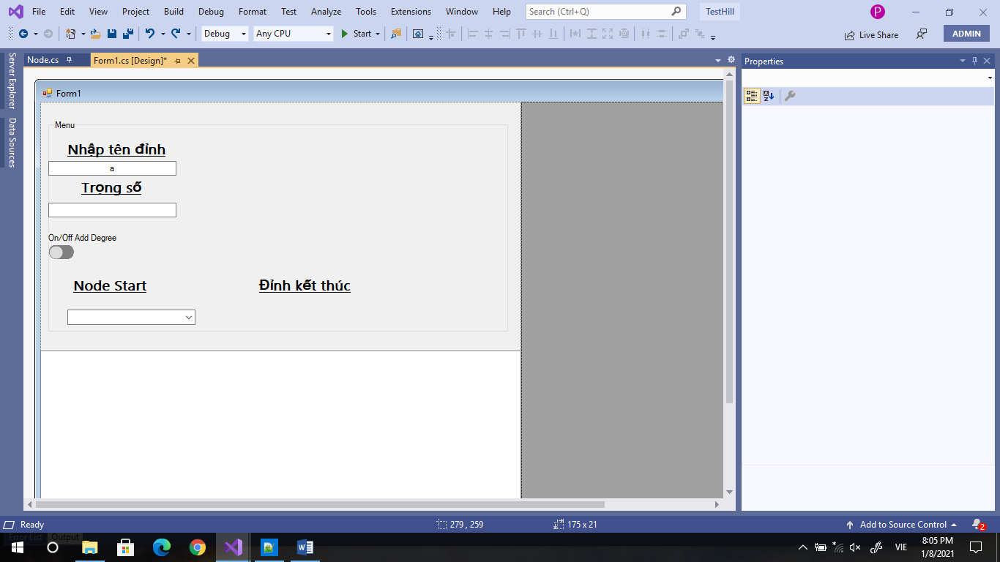 File Edit View Project Build Debug Format Test Analyze Tools Extensions Window Help Search (Ctrl+Q) TestHill P
Debug Any CPU Start Live Share ADMIN
Server Explorer
Data Sources
Node.cs Form1.cs [Design]*
Form1
Menu
Nhập tên đỉnh
a
Trọng số
On/Off Add Degree
Node Start Đỉnh kết thúc
Properties
Ready 279 , 259 175 x 21 Add to Source Control 2
Error List Output
VIE
8:05 PM
1/8/2021